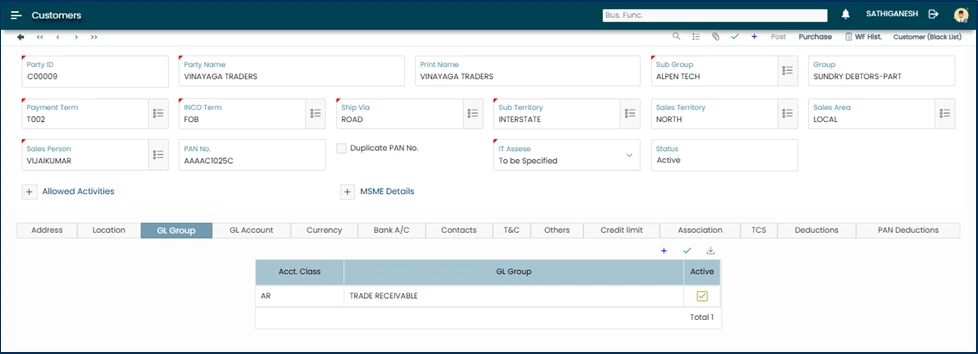 Customers Bus. Func. SATHIGANESH
<< < > >> + Post Purchase WF Hist. Customer (Black List)
Party ID Party Name Print Name Sub Group Group
C00009 VINAYAGA TRADERS VINAYAGA TRADERS ALPEN TECH SUNDRY DEBTORS-PART
Payment Term INCO Term Ship Via Sub Territory Sales Territory Sales Area
T002 FOB ROAD INTERSTATE NORTH LOCAL
Sales Person PAN No. Duplicate PAN No. IT Assese Status
VIJAIKUMAR AAAAC1025C To be Specified Active
+ Allowed Activities + MSME Details
Address Location GL Group GL Account Currency Bank A/C Contacts T&C Others Credit limit Association TCS Deductions PAN Deductions
+
Acct. Class GL Group Active
AR TRADE RECEIVABLE
Total 1